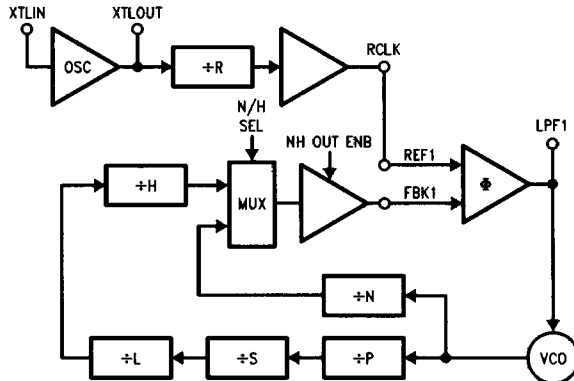 XTLIN
XTLOUT
OSC
÷R
RCLK
N/H
SEL
NH OUT ENB
LPF1
REF1
÷H
MUX
FBK1
Φ
÷N
÷L
÷S
÷P
VCO